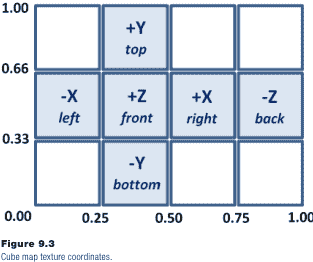 1.00
+Y
top
0.66
-X +Z +X -Z
left front right back
0.33
-Y
bottom
0.00 0.25 0.50 0.75 1.00
Figure 9.3
Cube map texture coordinates.